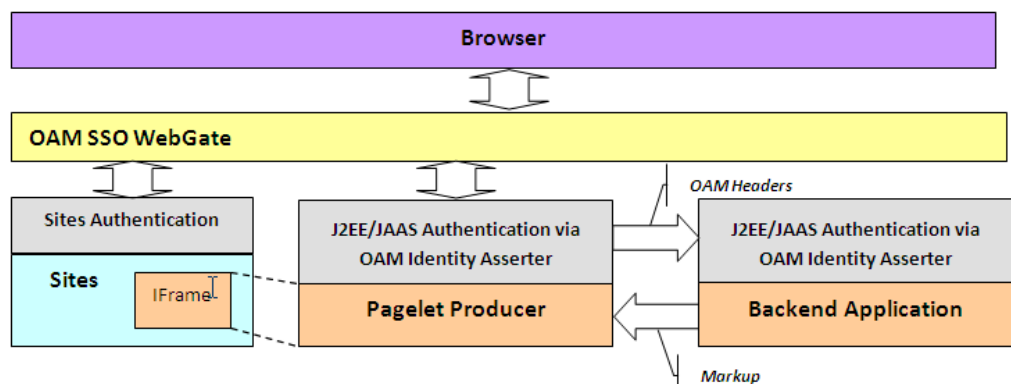 Browser
OAM SSO WebGate
OAM Headers
Sites Authentication
J2EE/JAAS Authentication via
OAM Identity Asserter
J2EE/JAAS Authentication via
OAM Identity Asserter
Sites
IFrame
Pagelet Producer
Backend Application
Markup